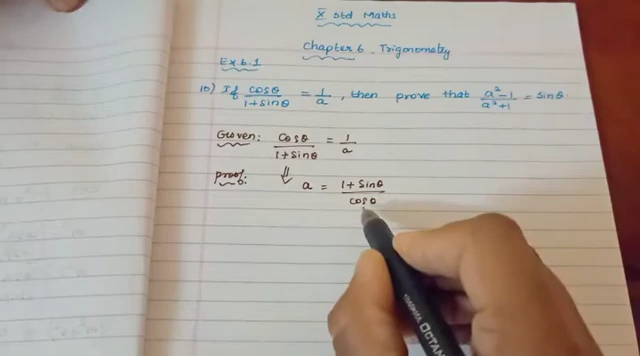 X std Maths
Chapter 6 - Trigonometry
Ex 6.1
10) If cosθ/1+sinθ = 1/a, then prove that a²-1/a²+1 = sinθ.
Given: cosθ/1+sinθ = 1/a
Proof: ⇓ a = 1+sinθ/cosθ
OCTAN